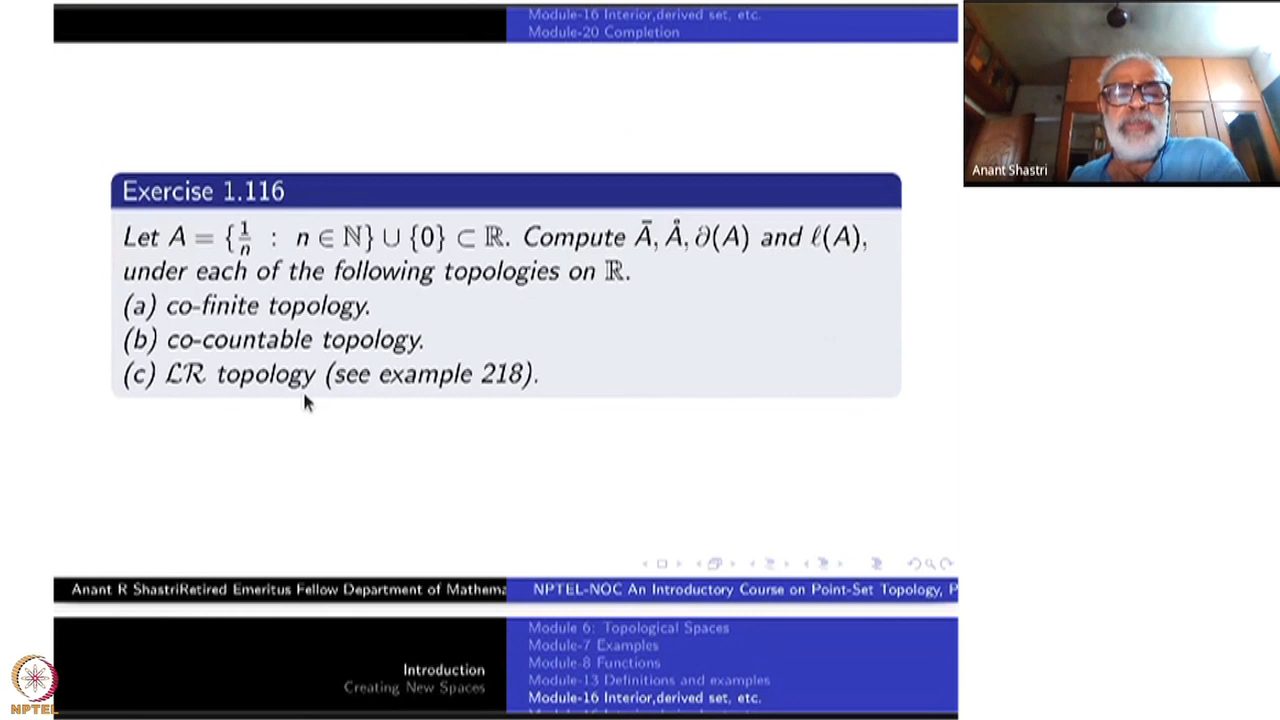 Module-16 Interior,derived set, etc.
Module-20 Completion
Anant Shastri
Exercise 1.116
Let A = {1/n : n ∈ ℕ} ∪ {0} ⊂ ℝ. Compute Ā, Å, ∂(A) and ℓ(A),
under each of the following topologies on ℝ.
(a) co-finite topology.
(b) co-countable topology.
(c) ℒℛ topology (see example 218).
Anant R ShastriRetired Emeritus Fellow Department of Mathema
NPTEL-NOC An Introductory Course on Point-Set Topology, P
Introduction
Creating New Spaces
Module 6: Topological Spaces
Module-7 Examples
Module-8 Functions
Module-13 Definitions and examples
Module-16 Interior,derived set, etc.
NPTEL